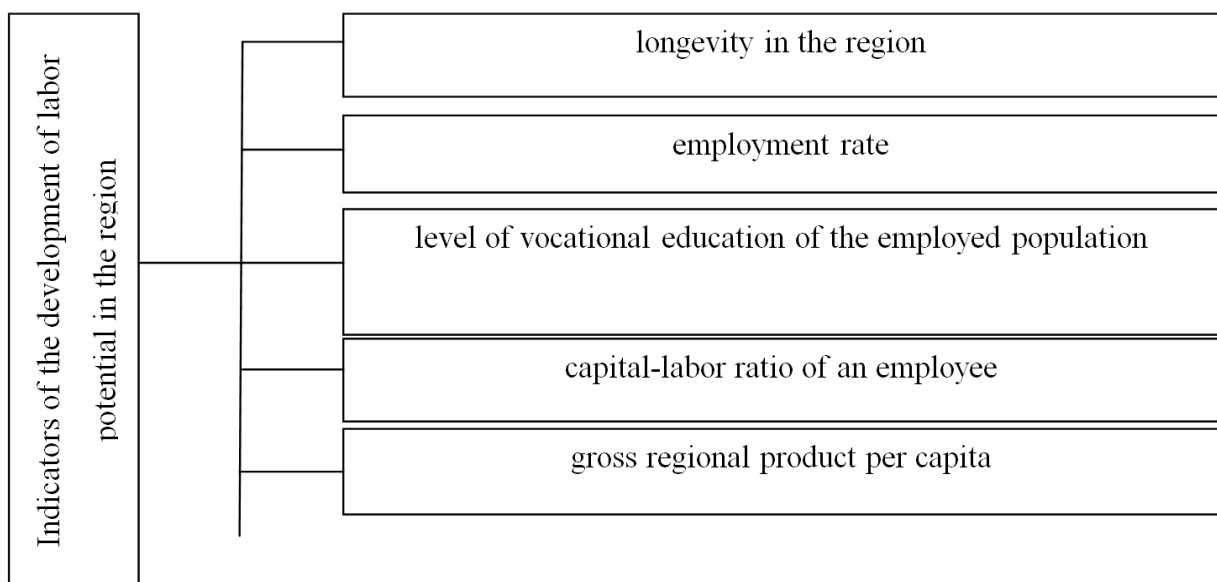 Indicators of the development of labor
potential in the region
longevity in the region
employment rate
level of vocational education of the employed population
capital-labor ratio of an employee
gross regional product per capita